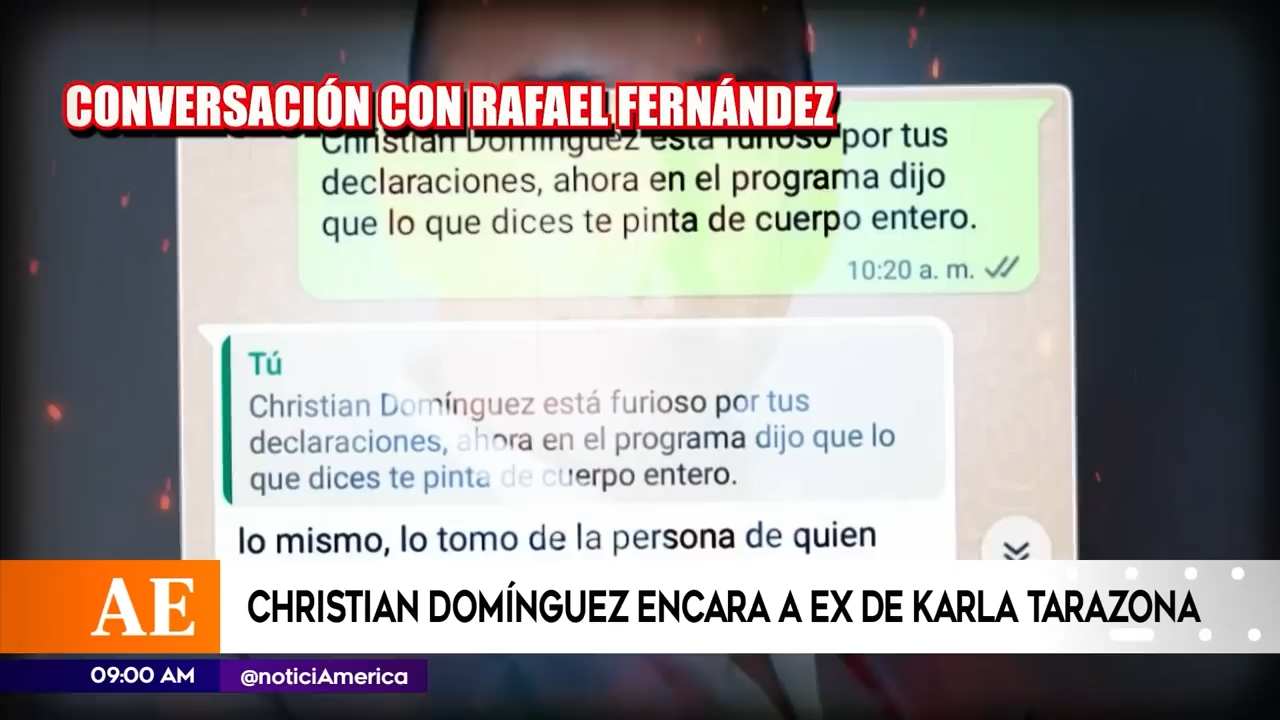 CONVERSACIÓN CON RAFAEL FERNÁNDEZ
Christian Domínguez está furioso por tus
declaraciones, ahora en el programa dijo
que lo que dices te pinta de cuerpo entero.
10:20 a. m.
Tú
Christian Domínguez está furioso por tus
declaraciones, ahora en el programa dijo que lo
que dices te pinta de cuerpo entero.
lo mismo, lo tomo de la persona de quien
AE
CHRISTIAN DOMÍNGUEZ ENCARA A EX DE KARLA TARAZONA
09:00 AM
@noticiAmerica